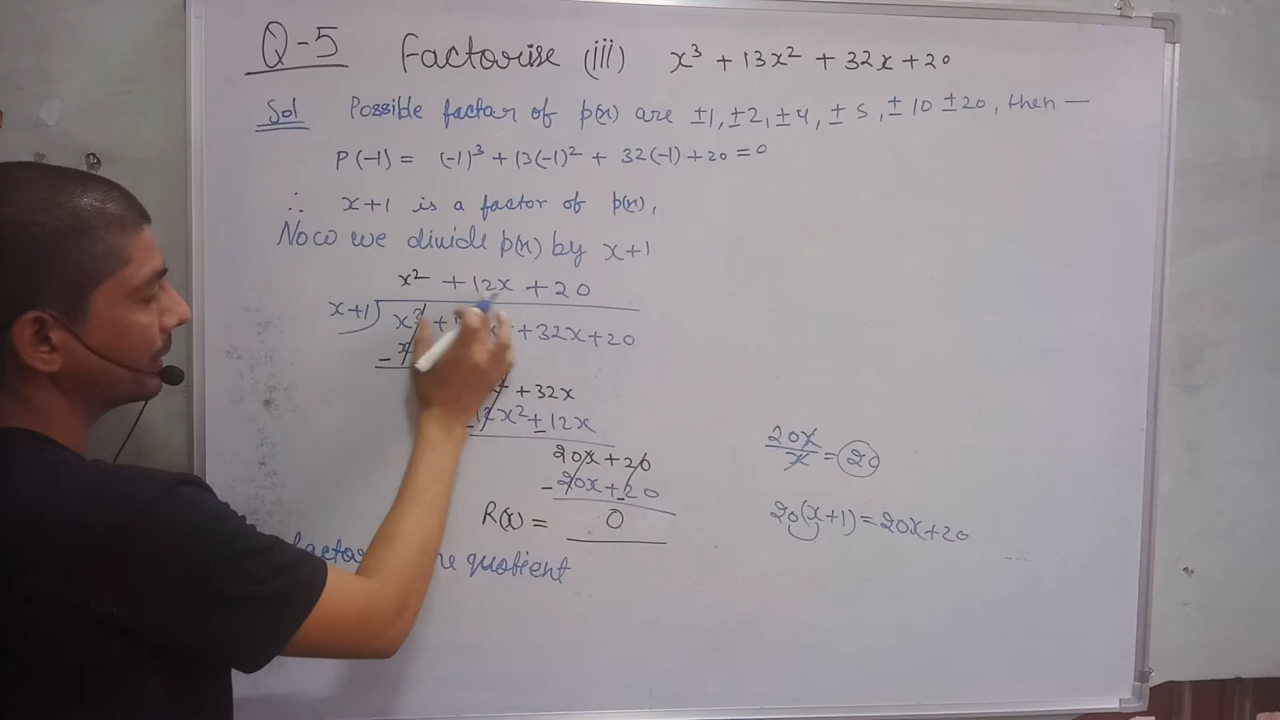 Q-5 Factorise (iii) x³ + 13x² + 32x + 20
Sol Possible factor of p(x) are ±1, ±2, ±4, ±5, ±10 ±20, then —
P(-1) = (-1)³ + 13(-1)² + 32(-1) + 20 = 0
∴ x+1 is a factor of p(x),
Now we divide p(x) by x+1
x² + 12x + 20
x+1) x³ + + 32x + 20
-
+ 32x
12x² + 12x
20x + 20
- 20x + 20
R(x) = 0
quotient
20x/x = 20
20(x+1) = 20x+20